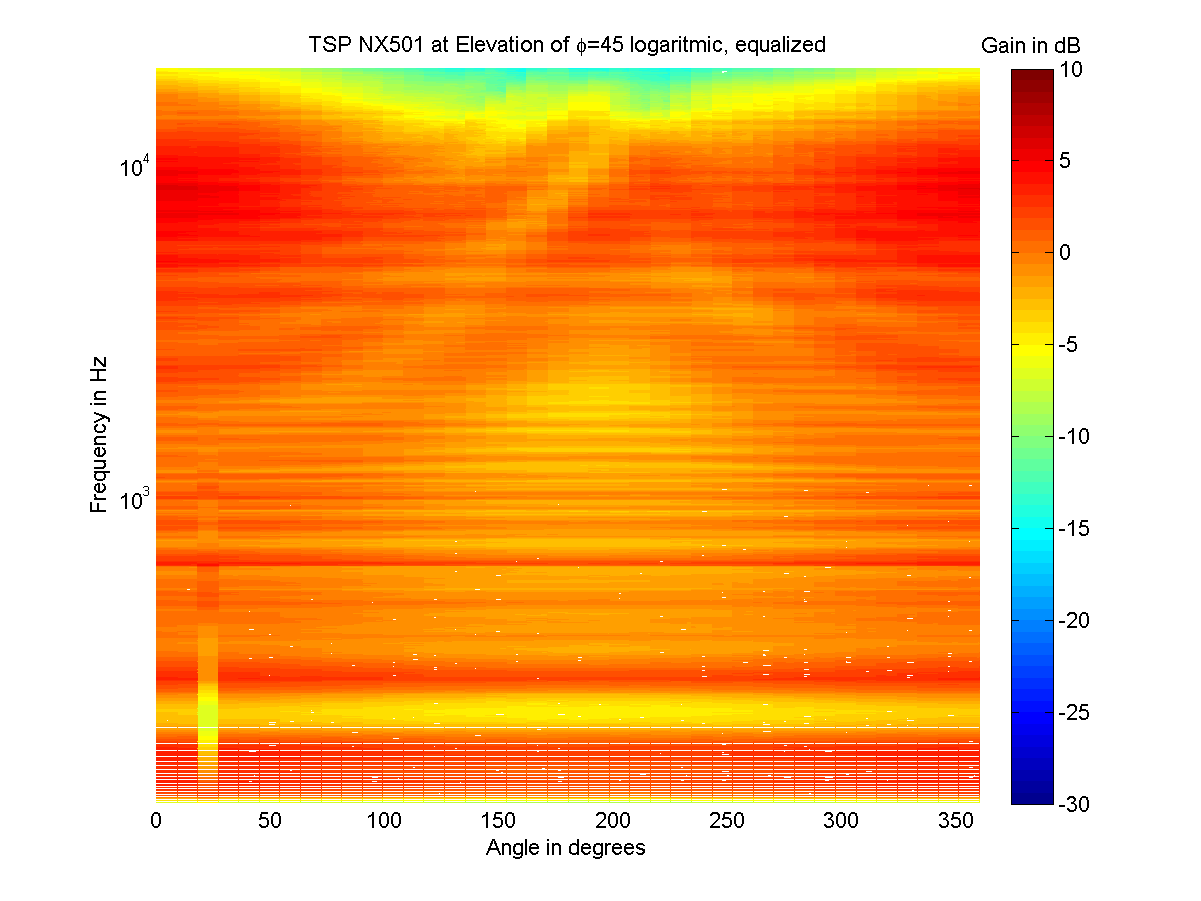 TSP NX501 at Elevation of ϕ=45 logaritmic, equalized
Gain in dB
10
5
0
-5
-10
-15
-20
-25
-30
Frequency in Hz
10^4
10^3
0 50 100 150 200 250 300 350
Angle in degrees